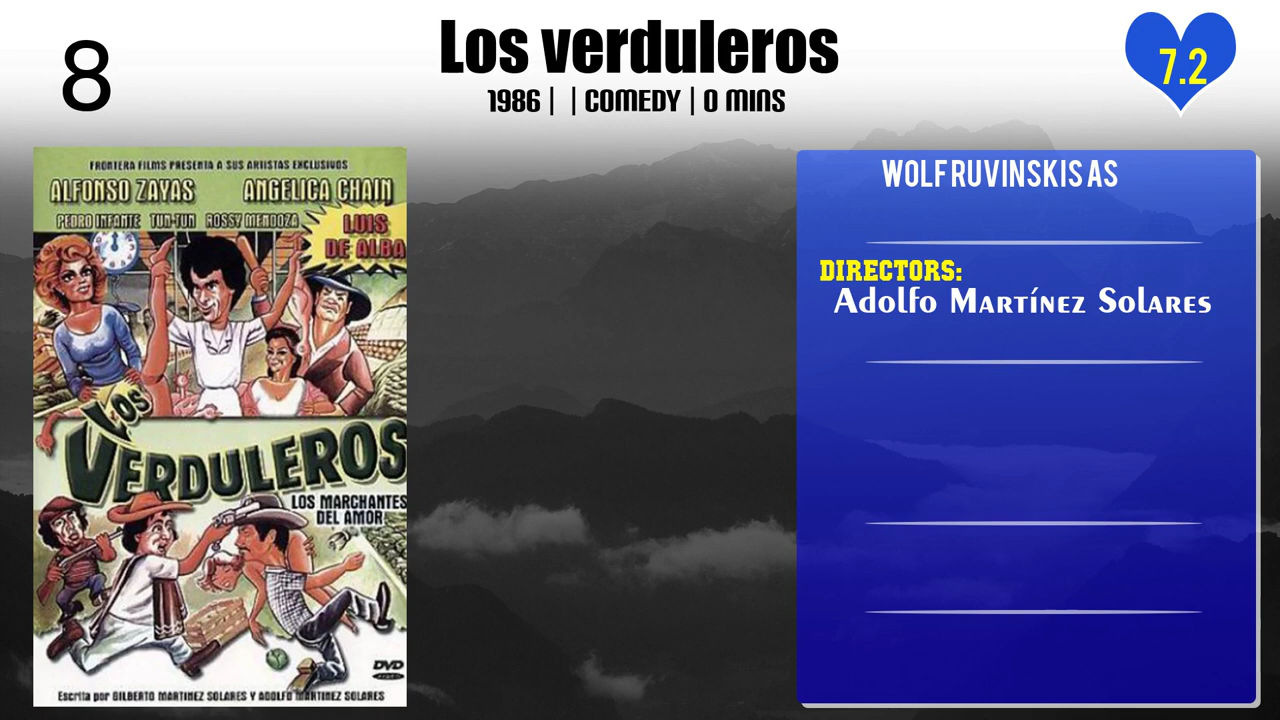 8
Los verduleros
1986 | | COMEDY | 0 MINS
7.2
FRONTERA FILMS PRESENTA A SUS ARTISTAS EXCLUSIVOS
ALFONSO ZAYAS ANGELICA CHAIN
PEDRO INFANTE TUN-TUN ROSSY MENDOZA
LUIS
DE ALBA
LOS
VERDULEROS
LOS MARCHANTES
DEL AMOR
DVD
Escrita por GILBERTO MARTINEZ SOLARES Y ADOLFO MARTINEZ SOLARES
WOLF RUVINSKIS AS
DIRECTORS:
Adolfo Martínez Solares